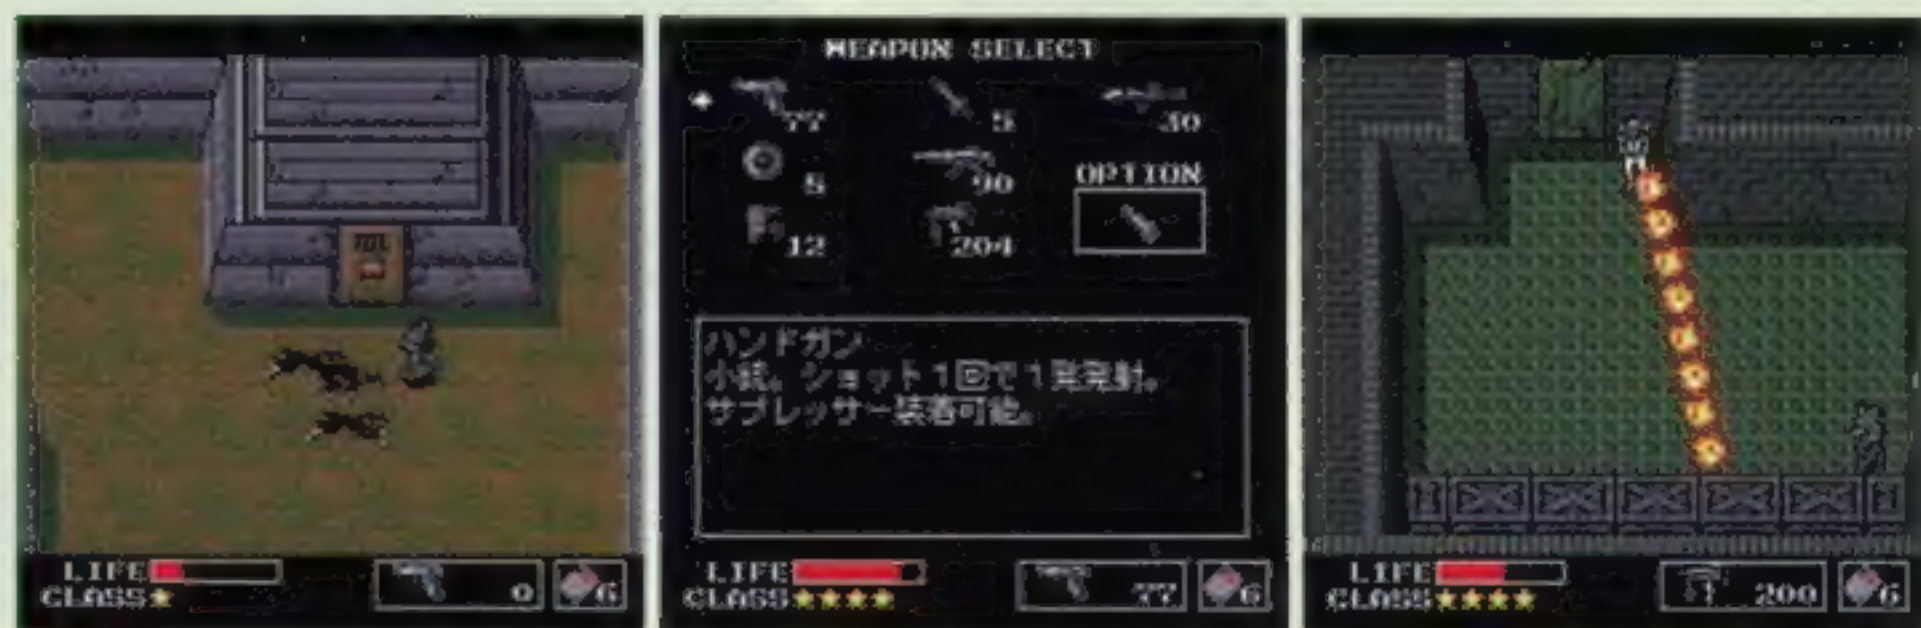 LIFE
CLASS★
0
6
WEAPON SELECT
77 5 30
5 90 OPTION
12 204
ハンドガン
小銃。ショット1回で1発発射。
サプレッサー装着可能。
LIFE
CLASS★★★★
77
6
LIFE
CLASS★★★★
200
6